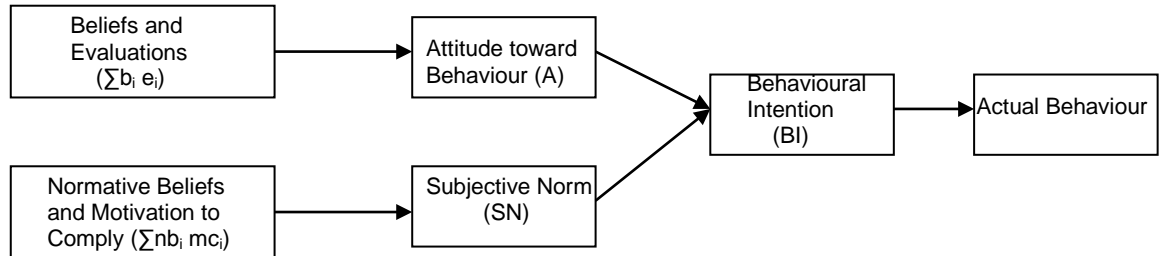 Beliefs and
Evaluations
(∑bᵢ eᵢ)
Attitude toward
Behaviour (A)
Behavioural
Intention
(BI)
Actual Behaviour
Normative Beliefs
and Motivation to
Comply (∑nbᵢ mcᵢ)
Subjective Norm
(SN)